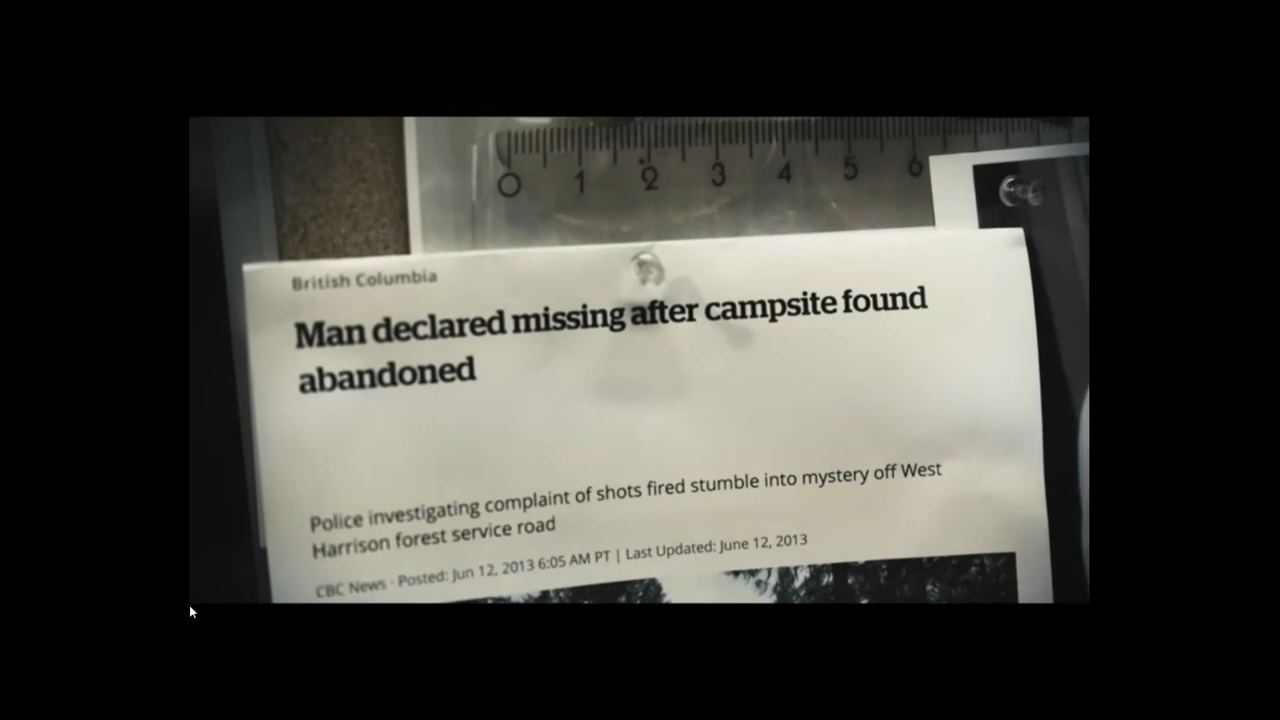 0 1 2 3 4 5 6
British Columbia
Man declared missing after campsite found
abandoned
Police investigating complaint of shots fired stumble into mystery off West
Harrison forest service road
CBC News · Posted: Jun 12, 2013 6:05 AM PT | Last Updated: June 12, 2013